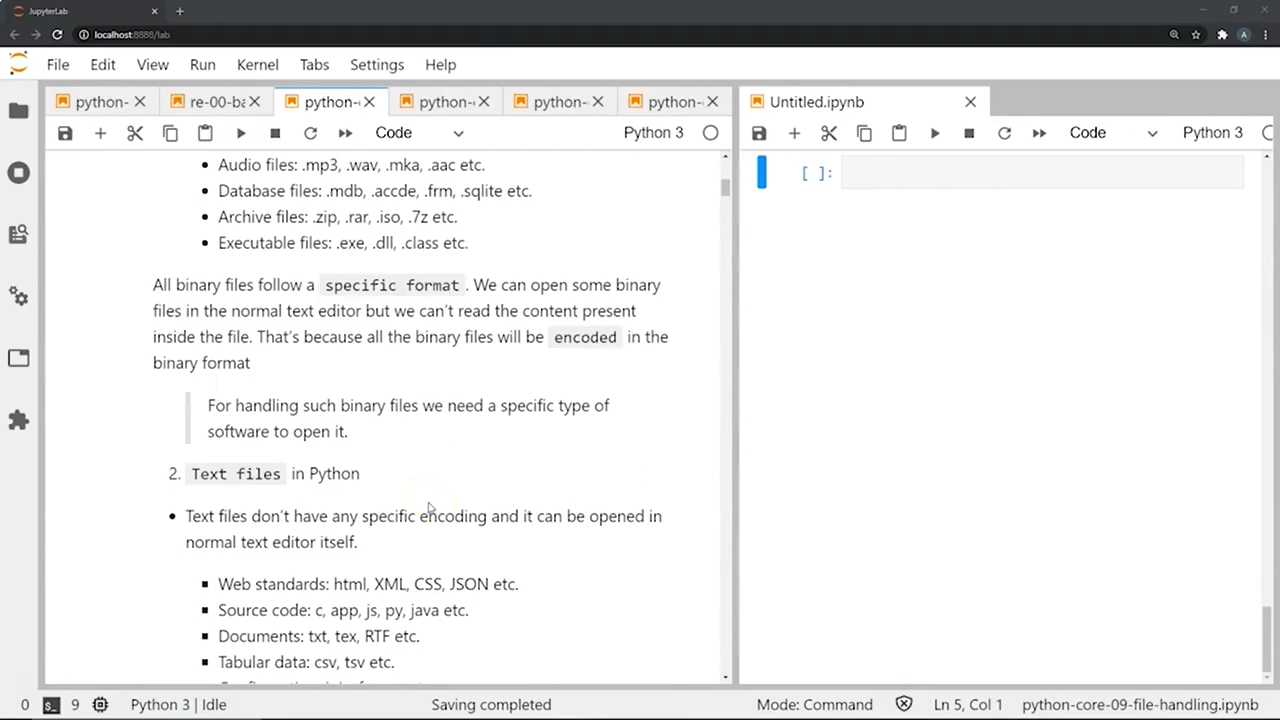 JupyterLab
localhost:8888/lab
File Edit View Run Kernel Tabs Settings Help
python- re-00-ba python- python- python- python- Untitled.ipynb
Code Python 3 Code Python 3
Audio files: .mp3, .wav, .mka, .aac etc.
[ ]:
Database files: .mdb, .accde, .frm, .sqlite etc.
Archive files: .zip, .rar, .iso, .7z etc.
Executable files: .exe, .dll, .class etc.
All binary files follow a specific format. We can open some binary
files in the normal text editor but we can't read the content present
inside the file. That's because all the binary files will be encoded in the
binary format
For handling such binary files we need a specific type of
software to open it.
2. Text files in Python
Text files don't have any specific encoding and it can be opened in
normal text editor itself.
Web standards: html, XML, CSS, JSON etc.
Source code: c, app, js, py, java etc.
Documents: txt, tex, RTF etc.
Tabular data: csv, tsv etc.
0 9 Python 3 | Idle Saving completed Mode: Command Ln 5, Col 1 python-core-09-file-handling.ipynb